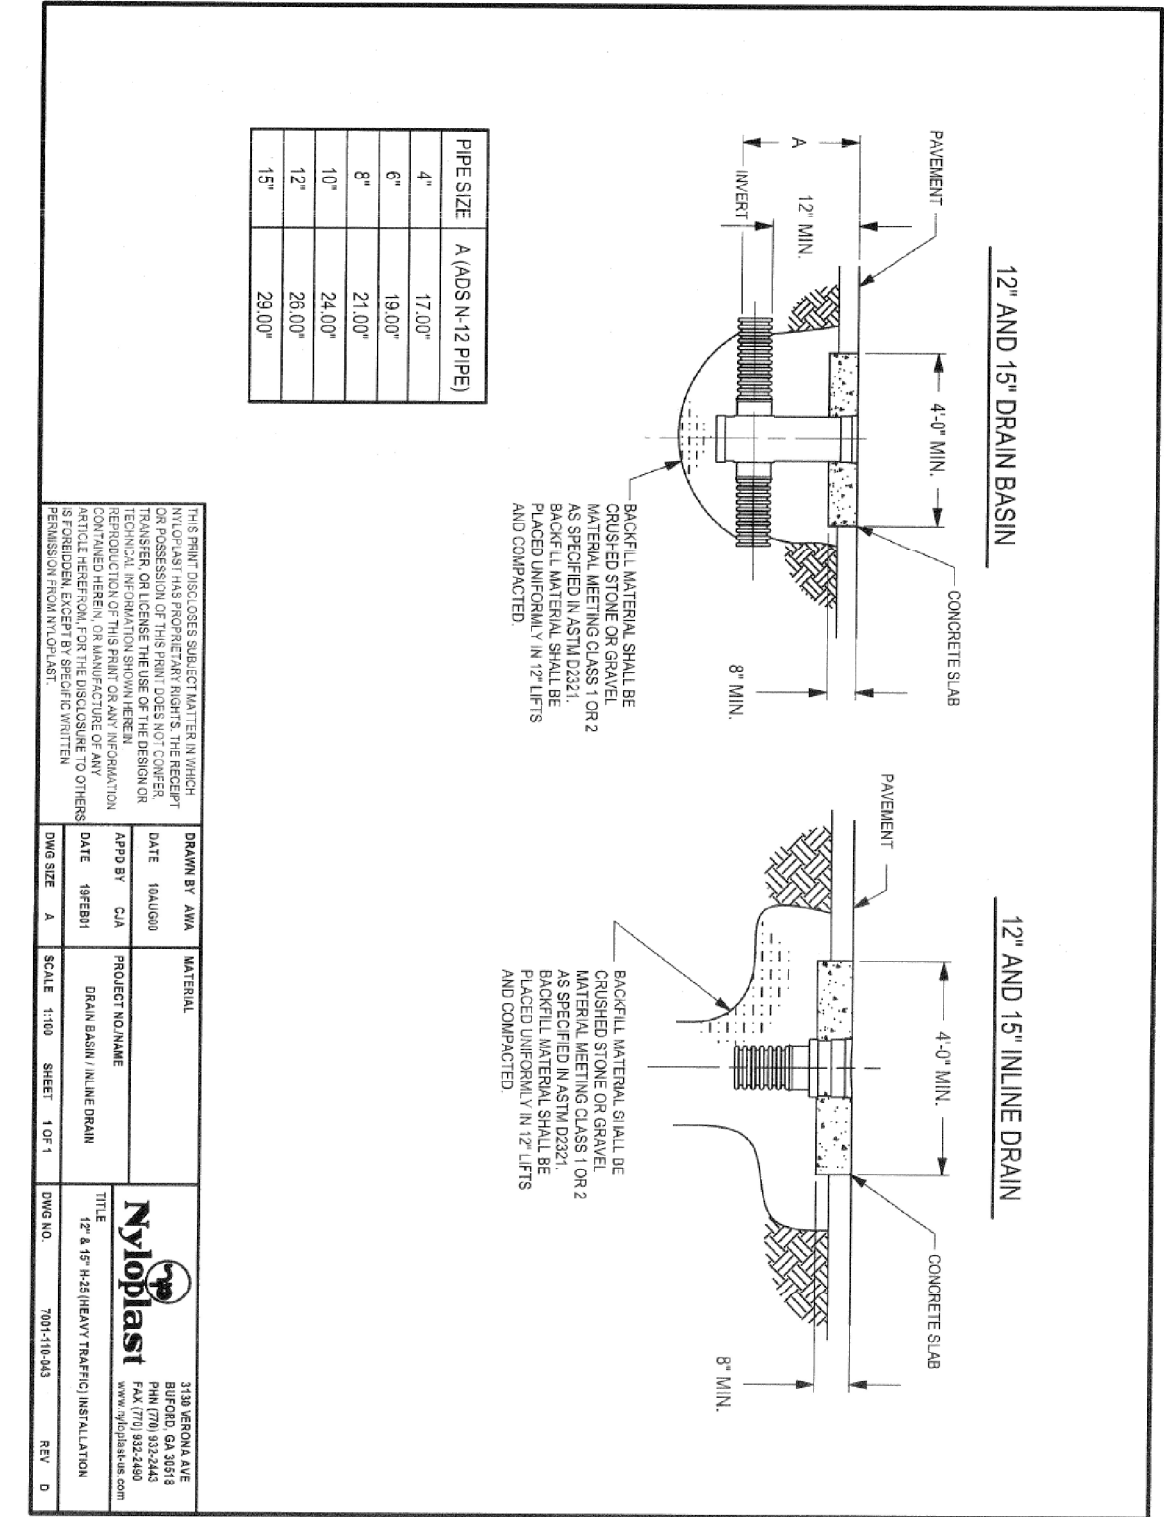 12" AND 15" DRAIN BASIN
PAVEMENT
A
12" MIN.
INVERT
4'-0" MIN.
CONCRETE SLAB
8" MIN.
BACKFILL MATERIAL SHALL BE
CRUSHED STONE OR GRAVEL
MATERIAL MEETING CLASS 1 OR 2
AS SPECIFIED IN ASTM D2321.
BACKFILL MATERIAL SHALL BE
PLACED UNIFORMLY IN 12" LIFTS
AND COMPACTED.
12" AND 15" INLINE DRAIN
PAVEMENT
4'-0" MIN.
CONCRETE SLAB
8" MIN.
BACKFILL MATERIAL SHALL BE
CRUSHED STONE OR GRAVEL
MATERIAL MEETING CLASS 1 OR 2
AS SPECIFIED IN ASTM D2321.
BACKFILL MATERIAL SHALL BE
PLACED UNIFORMLY IN 12" LIFTS
AND COMPACTED.
PIPE SIZE A (ADS N-12 PIPE)
4" 17.00"
6" 19.00"
8" 21.00"
10" 24.00"
12" 26.00"
15" 29.00"
THIS PRINT DISCLOSES SUBJECT MATTER IN WHICH
NYLOPLAST HAS PROPRIETARY RIGHTS. THE RECEIPT
OR POSSESSION OF THIS PRINT DOES NOT CONFER,
TRANSFER, OR LICENSE THE USE OF THE DESIGN OR
TECHNICAL INFORMATION SHOWN HEREIN
REPRODUCTION OF THIS PRINT OR ANY INFORMATION
CONTAINED HEREIN, OR MANUFACTURE OF ANY
ARTICLE HEREFROM, FOR THE DISCLOSURE TO OTHERS
IS FORBIDDEN, EXCEPT BY SPECIFIC WRITTEN
PERMISSION FROM NYLOPLAST.
DRAWN BY AWA
DATE 10AUG00
APPD BY CJA
DATE 19FEB01
DWG SIZE A
MATERIAL
PROJECT NO./NAME
DRAIN BASIN / INLINE DRAIN
SCALE 1:100 SHEET 1 OF 1
Nyloplast
3130 VERONA AVE
BUFORD, GA 30518
PHN (770) 932-2443
FAX (770) 932-2490
www.nyloplast-us.com
TITLE
12" & 15" H-25 (HEAVY TRAFFIC) INSTALLATION
DWG NO. 7001-110-043 REV D